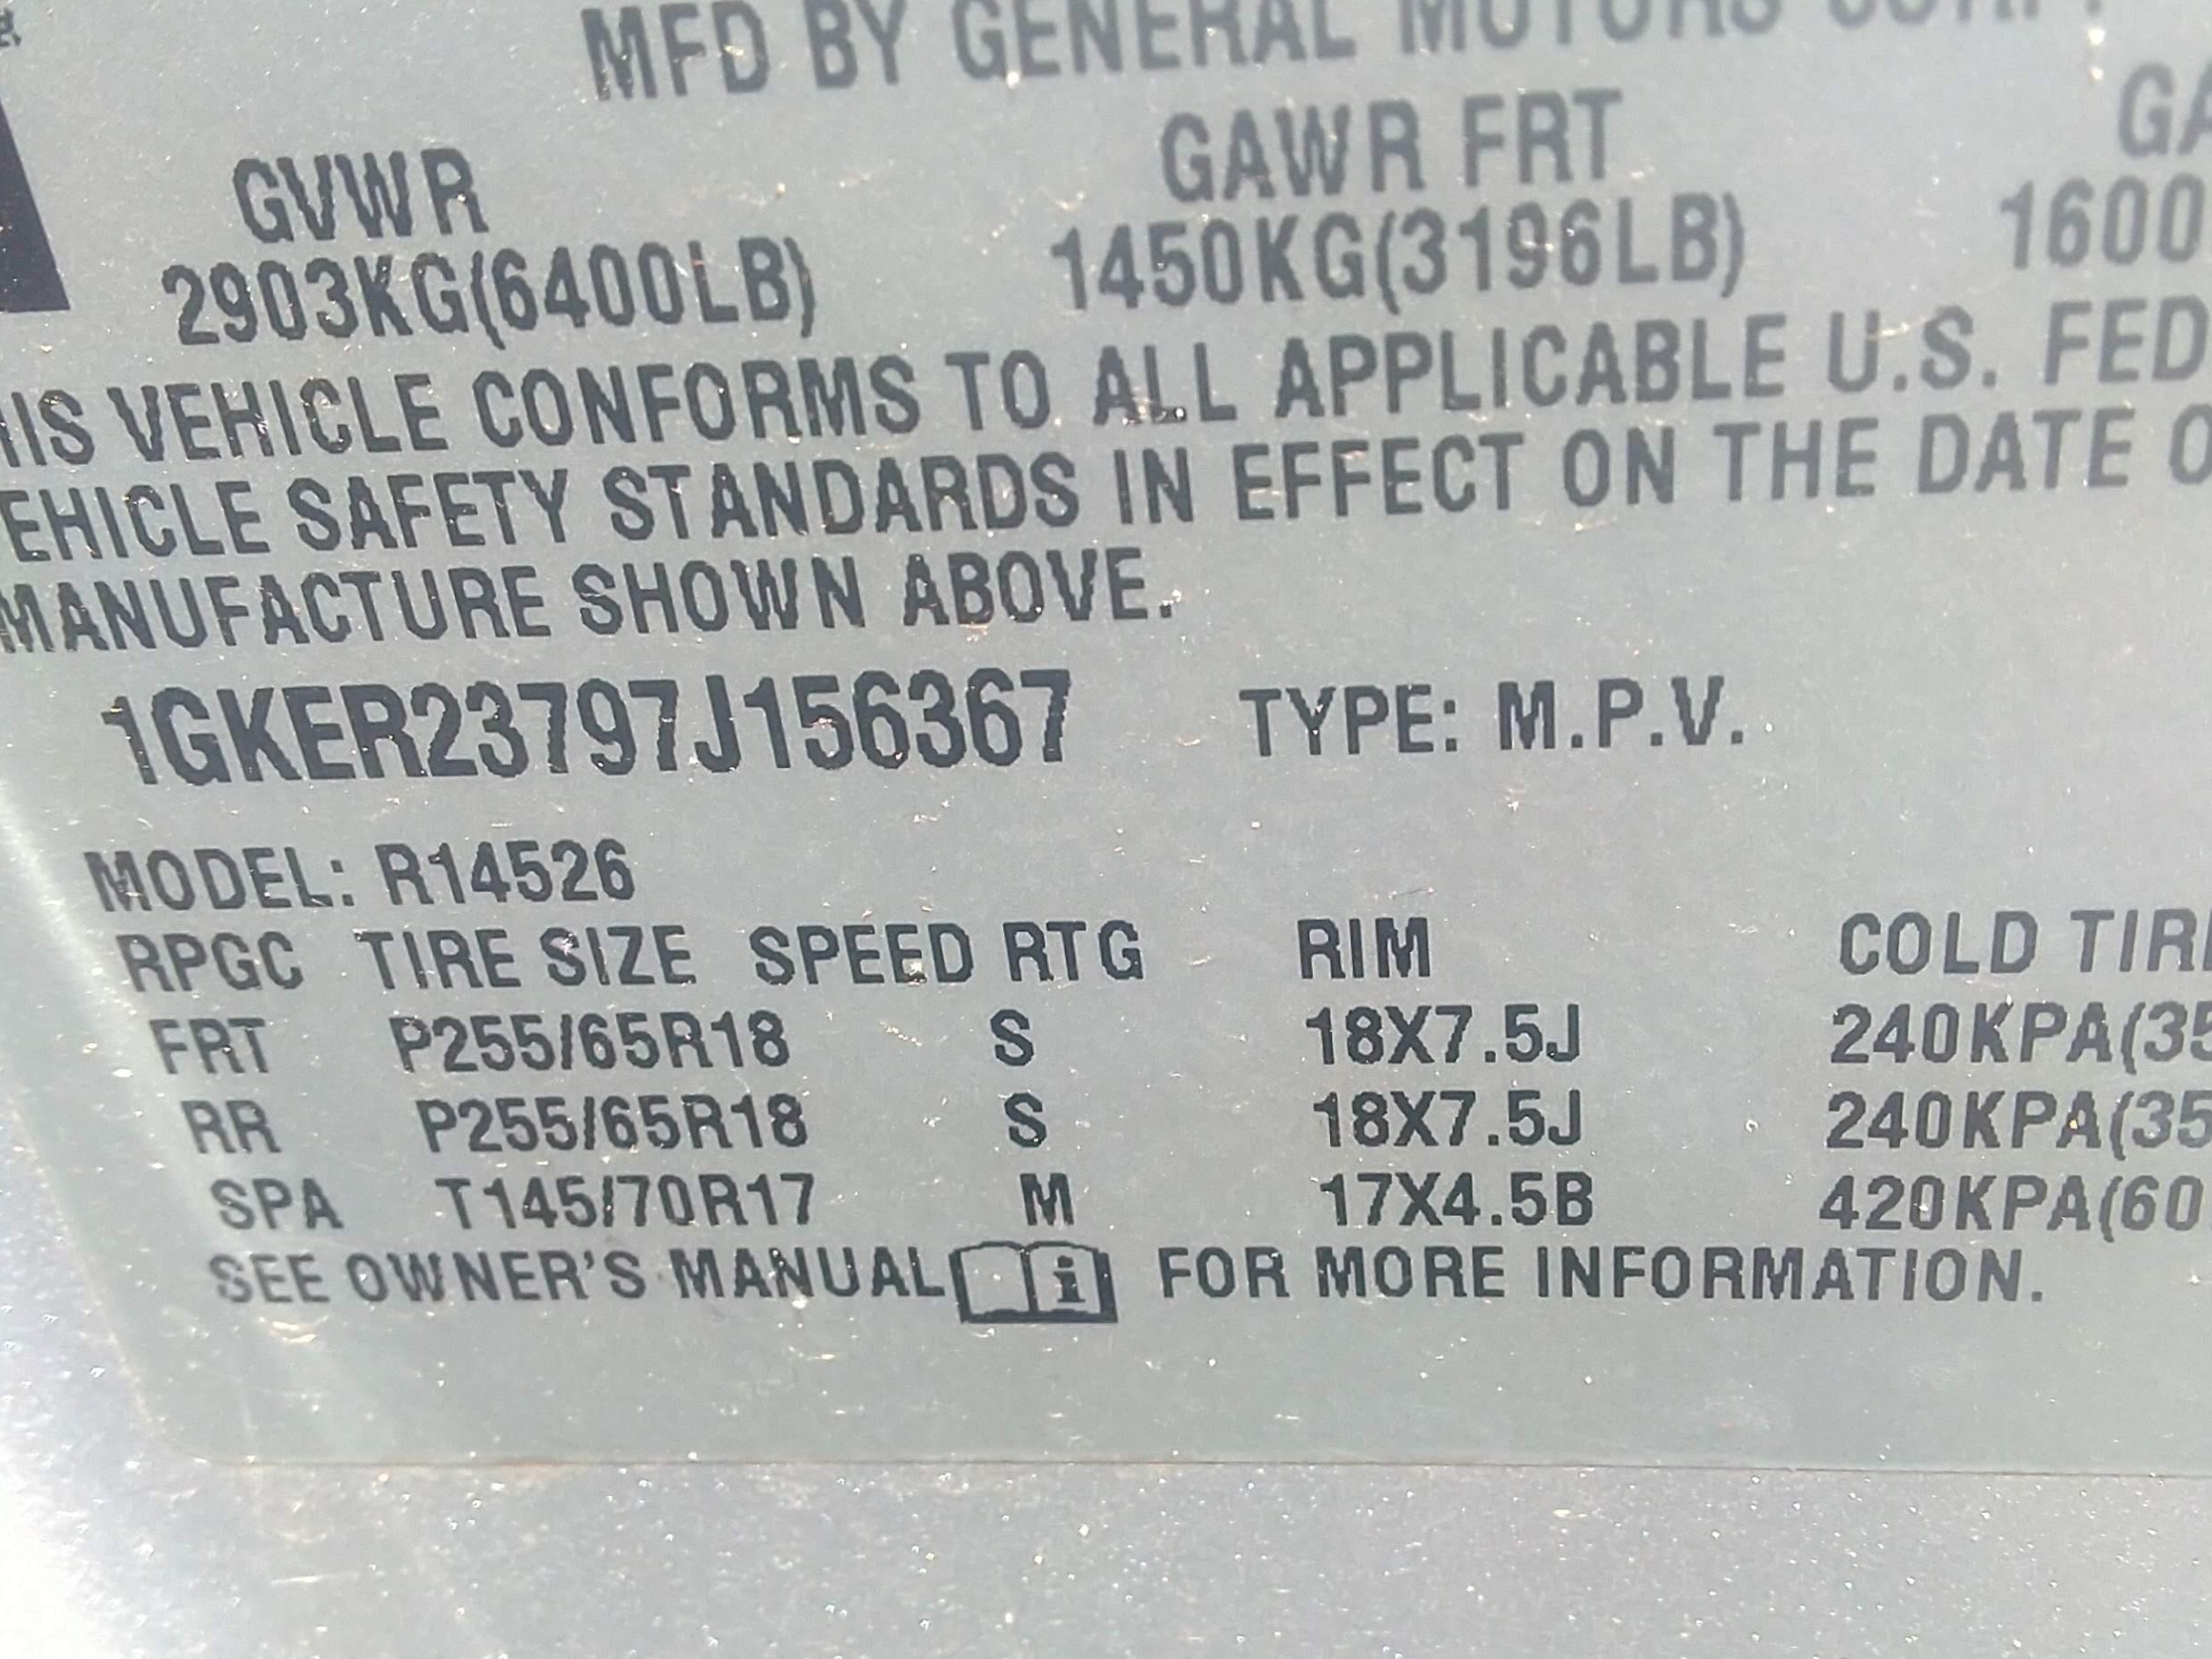 MFD BY GENERAL MOTORS CORP
GVWR GAWR FRT GA
2903KG(6400LB) 1450KG(3196LB) 1600
IS VEHICLE CONFORMS TO ALL APPLICABLE U.S. FED
EHICLE SAFETY STANDARDS IN EFFECT ON THE DATE O
MANUFACTURE SHOWN ABOVE.
1GKER23797J156367 TYPE: M.P.V.
MODEL: R14526
RPGC TIRE SIZE SPEED RTG RIM COLD TIR
FRT P255/65R18 S 18X7.5J 240KPA(35
RR P255/65R18 S 18X7.5J 240KPA(35
SPA T145/70R17 M 17X4.5B 420KPA(60
SEE OWNER'S MANUAL i FOR MORE INFORMATION.